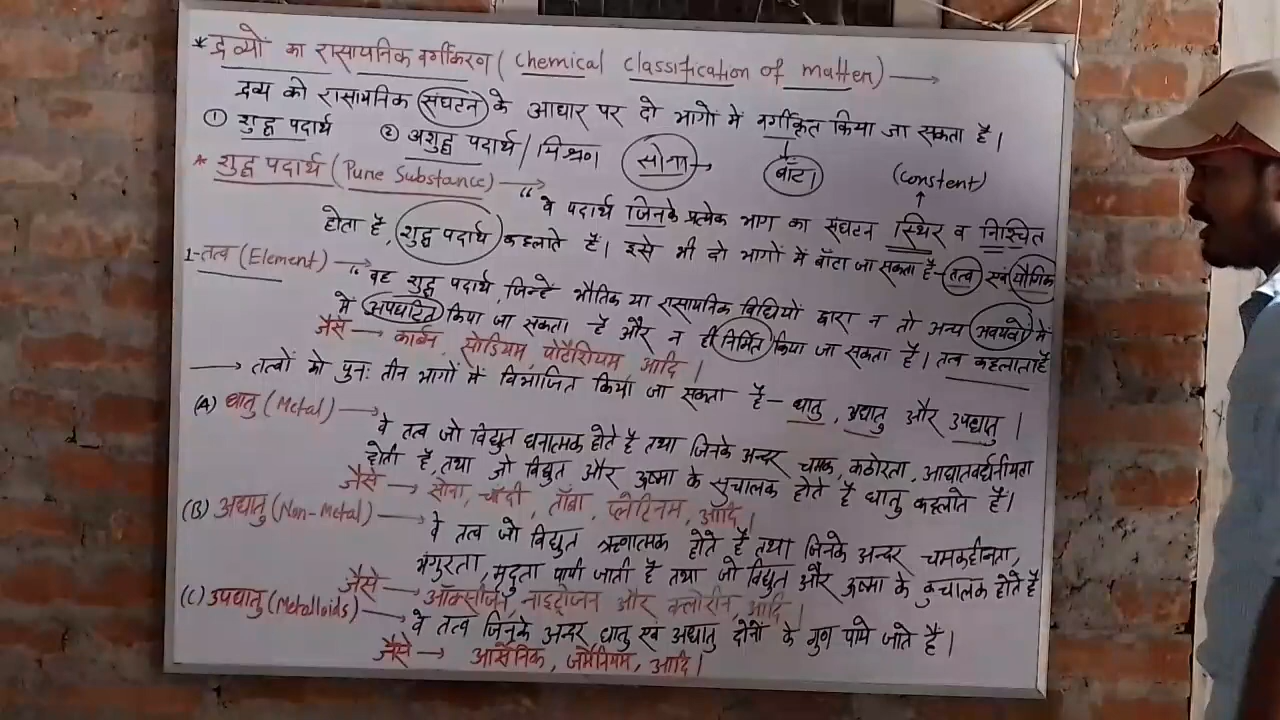 * द्रव्यों का रासायनिक वर्गीकरण (Chemical Classification of matter) →
द्रव्य को रासायनिक संघटन के आधार पर दो भागों में वर्गीकृत किया जा सकता है।
① शुद्ध पदार्थ ② अशुद्ध पदार्थ / मिश्रण। सोना → बाँटा
* शुद्ध पदार्थ (Pure Substance) → (Constent)
“वे पदार्थ जिनके प्रत्येक भाग का संघटन स्थिर व निश्चित
होता है, शुद्ध पदार्थ कहलाते हैं। इसे भी दो भागों में बाँटा जा सकता है- तत्व एवं यौगिक
1- तत्व (Element) →
“वह शुद्ध पदार्थ, जिन्हें भौतिक या रासायनिक विधियों द्वारा न तो अन्य अवयवों में
में अपघटित किया जा सकता है और न ही निर्मित किया जा सकता है। तत्व कहलाता है
जैसे → कार्बन, सोडियम, पोटैशियम, आदि।
→ तत्वों को पुनः तीन भागों में विभाजित किया जा सकता है- धातु, अधातु और उपधातु।
(A) धातु (Metal) →
वे तत्व जो विद्युत धनात्मक होते है तथा जिनके अन्दर चमक, कठोरता, आघातवर्द्धनीयता
होती है, तथा जो विद्युत और ऊष्मा के सुचालक होते है धातु कहलाते हैं।
जैसे → सोना, चाँदी, ताँबा, प्लेटिनम, आदि।
(B) अधातु (Non-Metal) →
वे तत्व जो विद्युत ऋणात्मक होते हैं तथा जिनके अन्दर चमकहीनता,
भंगुरता, मृदुता पायी जाती है तथा जो विद्युत और ऊष्मा के कुचालक होते है
जैसे → ऑक्सीजन, नाइट्रोजन और क्लोरीन, आदि।
(C) उपधातु (Metalloids) →
वे तत्व जिनके अन्दर धातु एवं अधातु दोनों के गुण पाये जाते हैं।
जैसे → आर्सेनिक, जर्मेनियम, आदि।